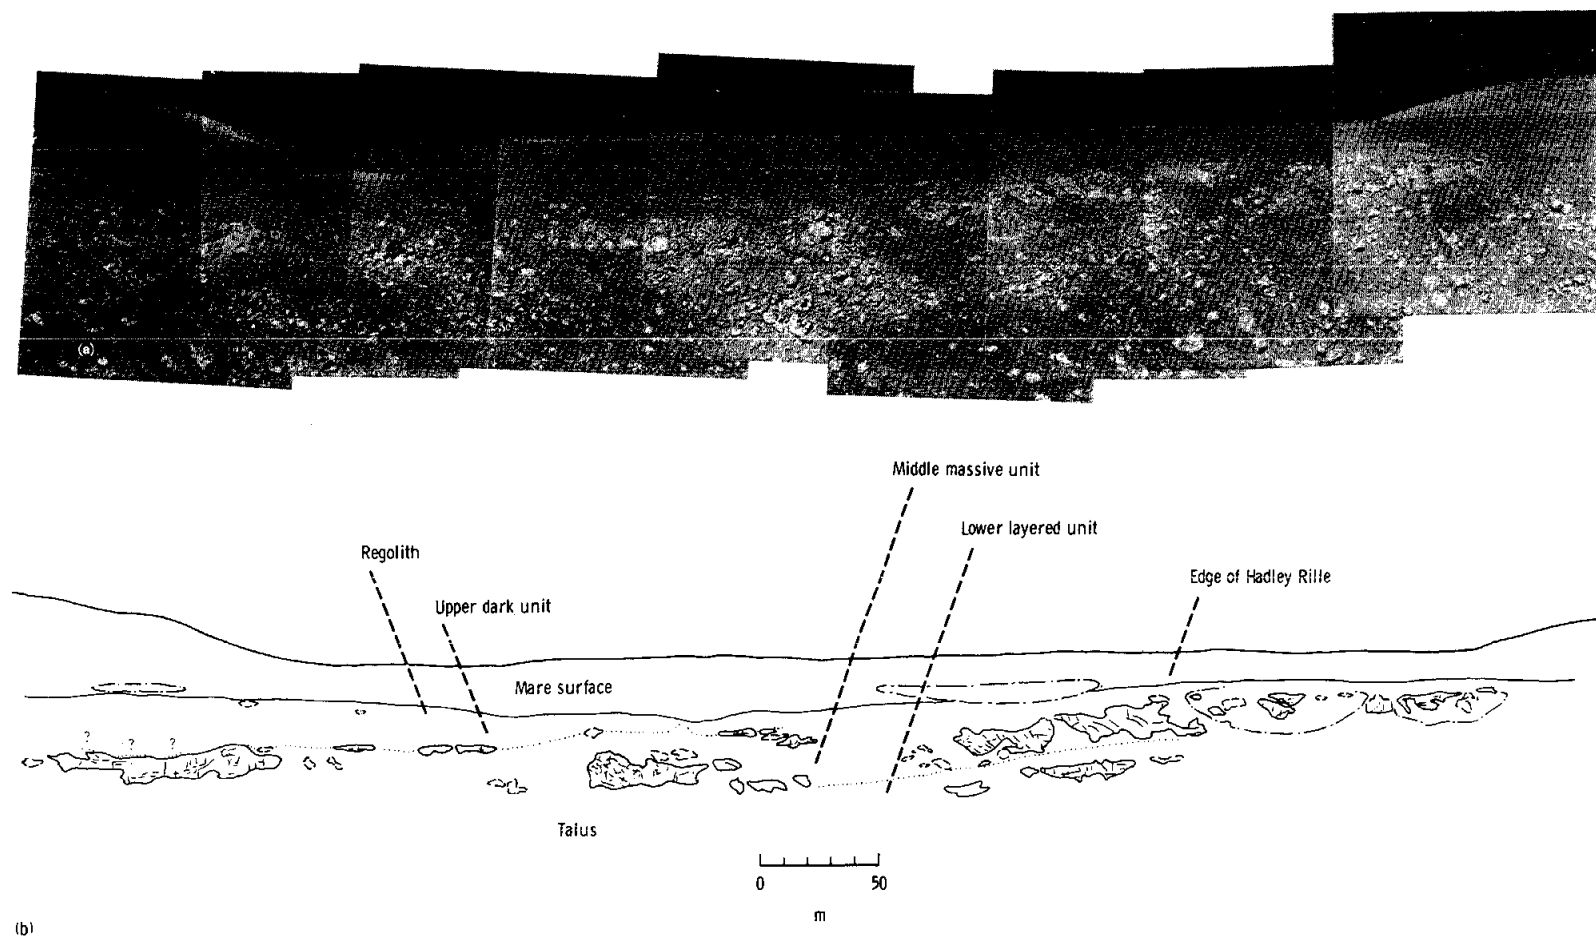 (a)
Middle massive unit
Lower layered unit
Regolith
Edge of Hadley Rille
Upper dark unit
Mare surface
?
?
?
Talus
0
50
m
(b)